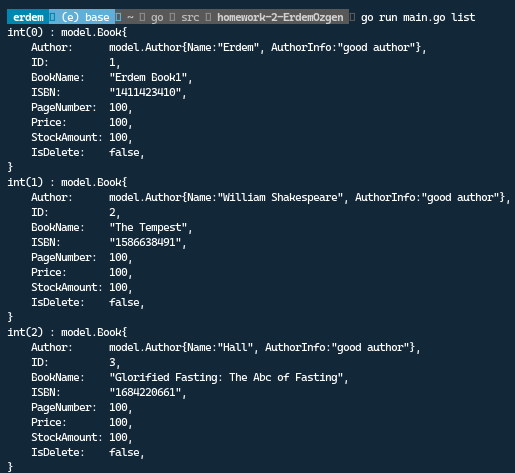 erdem (e) base ~ go src homework-2-ErdemOzgen go run main.go list
int(0) : model.Book{
    Author:      model.Author{Name:"Erdem", AuthorInfo:"good author"},
    ID:          1,
    BookName:    "Erdem Book1",
    ISBN:        "1411423410",
    PageNumber:  100,
    Price:       100,
    StockAmount: 100,
    IsDelete:    false,
}
int(1) : model.Book{
    Author:      model.Author{Name:"William Shakespeare", AuthorInfo:"good author"},
    ID:          2,
    BookName:    "The Tempest",
    ISBN:        "1586638491",
    PageNumber:  100,
    Price:       100,
    StockAmount: 100,
    IsDelete:    false,
}
int(2) : model.Book{
    Author:      model.Author{Name:"Hall", AuthorInfo:"good author"},
    ID:          3,
    BookName:    "Glorified Fasting: The Abc of Fasting",
    ISBN:        "1684220661",
    PageNumber:  100,
    Price:       100,
    StockAmount: 100,
    IsDelete:    false,
}